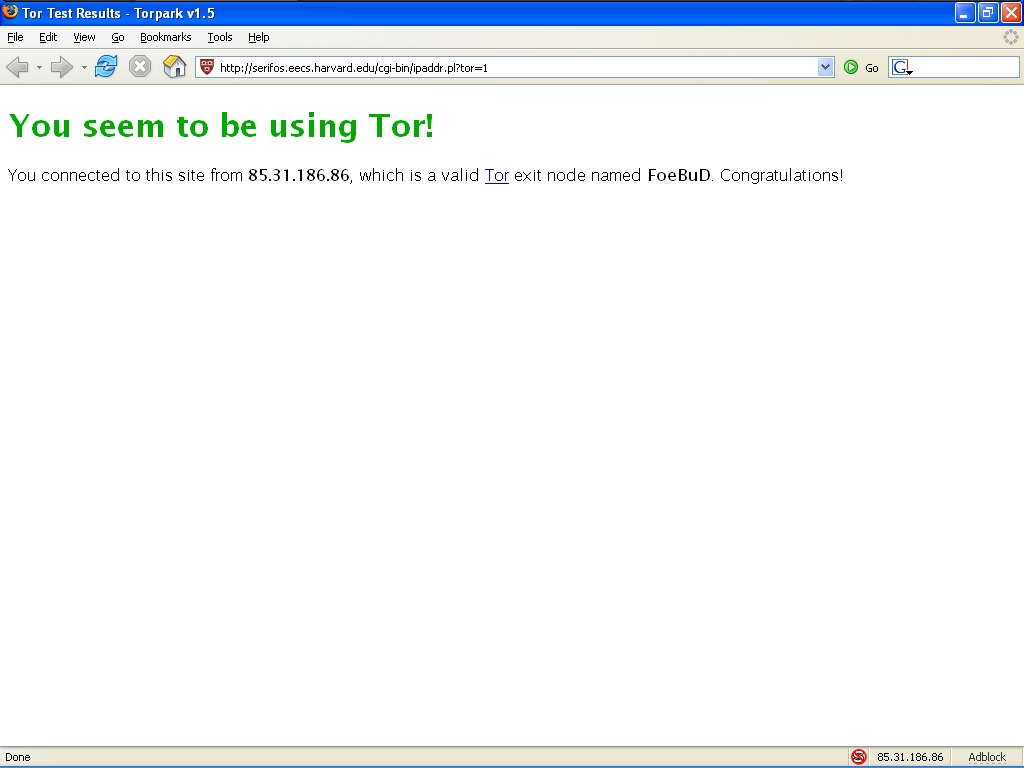 Tor Test Results - Torpark v1.5
File Edit View Go Bookmarks Tools Help
http://serifos.eecs.harvard.edu/cgi-bin/ipaddr.pl?tor=1 Go G
You seem to be using Tor!
You connected to this site from 85.31.186.86, which is a valid Tor exit node named FoeBuD. Congratulations!
Done 85.31.186.86 Adblock